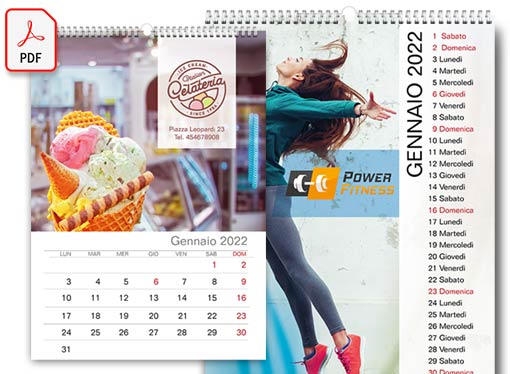 PDF
ICE CREAM
Italian
Gelateria
SINCE 1984
Piazza Leopardi 23
Tel. 454678908
Gennaio 2022
LUN MAR MER GIO VEN SAB DOM
1 2
3 4 5 6 7 8 9
10 11 12 13 14 15 16
17 18 19 20 21 22 23
24 25 26 27 28 29 30
31
POWER
FITNESS
GENNAIO 2022
1 Sabato
2 Domenica
3 Lunedì
4 Martedì
5 Mercoledì
6 Giovedì
7 Venerdì
8 Sabato
9 Domenica
10 Lunedì
11 Martedì
12 Mercoledì
13 Giovedì
14 Venerdì
15 Sabato
16 Domenica
17 Lunedì
18 Martedì
19 Mercoledì
20 Giovedì
21 Venerdì
22 Sabato
23 Domenica
24 Lunedì
25 Martedì
26 Mercoledì
27 Giovedì
28 Venerdì
29 Sabato
30 Domenica